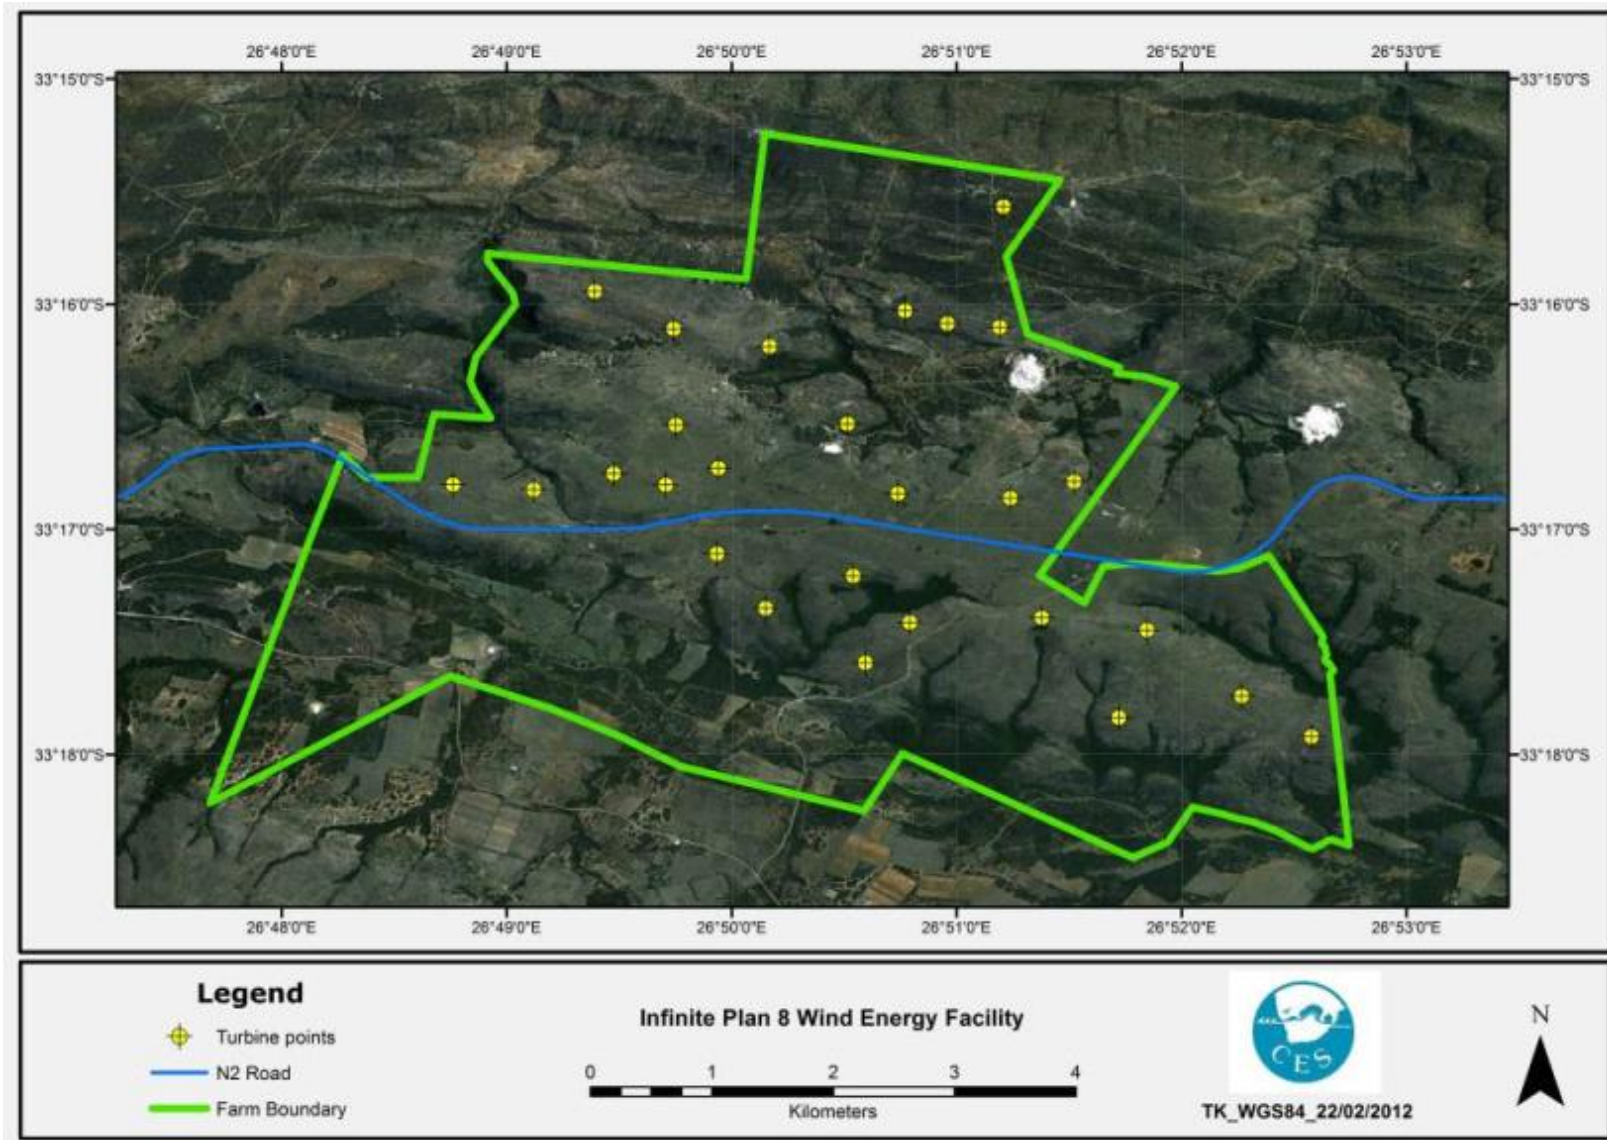 26°48'0"E 26°49'0"E 26°50'0"E 26°51'0"E 26°52'0"E 26°53'0"E
33°15'0"S 33°15'0"S
33°16'0"S 33°16'0"S
33°17'0"S 33°17'0"S
33°18'0"S 33°18'0"S
26°48'0"E 26°49'0"E 26°50'0"E 26°51'0"E 26°52'0"E 26°53'0"E
Legend
Turbine points
N2 Road
Farm Boundary
Infinite Plan 8 Wind Energy Facility
0 1 2 3 4
Kilometers
CES
TK_WGS84_22/02/2012
N